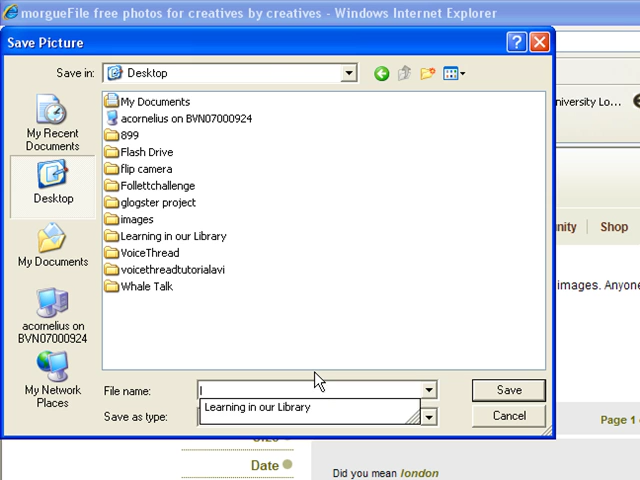 morgueFile free photos for creatives by creatives - Windows Internet Explorer
Save Picture
Save in:
Desktop
My Recent
Documents
Desktop
My Documents
acornelius on
BVN07000924
My Network
Places
My Documents
acornelius on BVN07000924
899
Flash Drive
flip camera
Follettchallenge
glogster project
images
Learning in our Library
VoiceThread
voicethreadtutorialavi
Whale Talk
File name:
Save
Learning in our Library
Save as type:
Cancel
niversity Lo...
nity
Shop
images. Anyone
Page 1
Date
Did you mean london